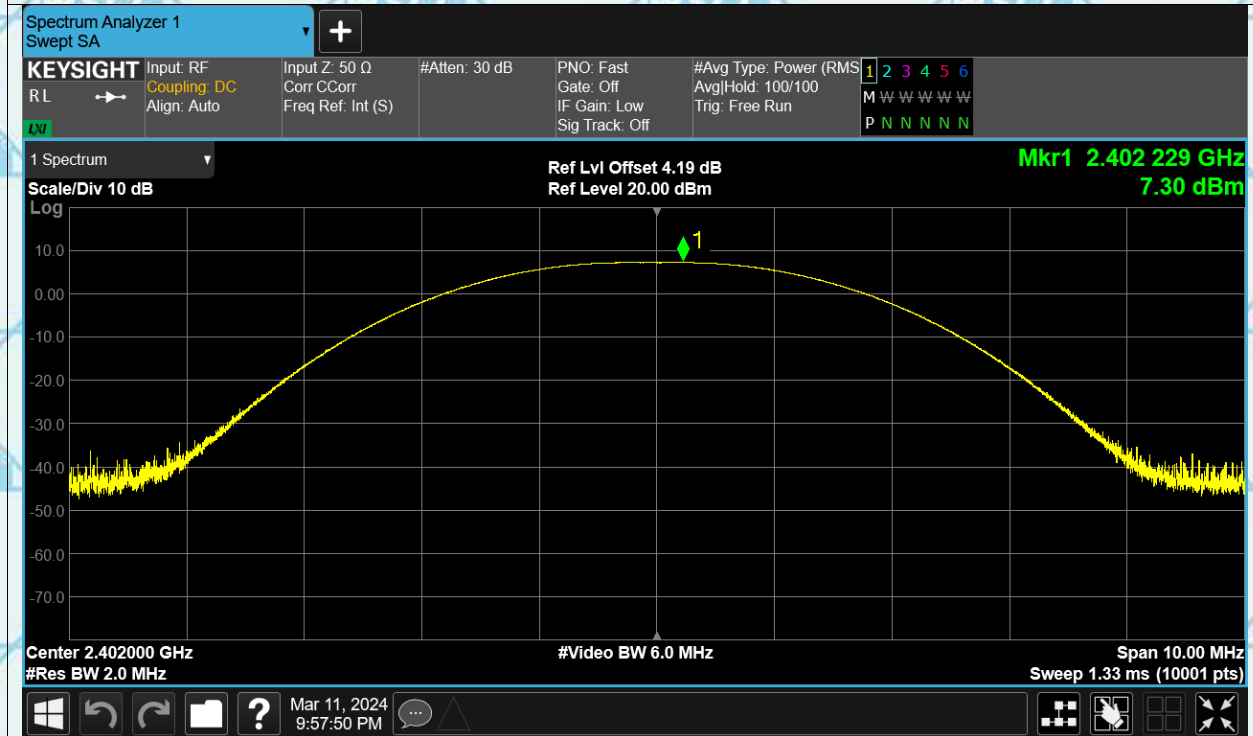 Spectrum Analyzer 1
Swept SA
+
KEYSIGHT
RL
LXI
Input: RF
Coupling: DC
Align: Auto
Input Z: 50 Ω
Corr CCorr
Freq Ref: Int (S)
#Atten: 30 dB
PNO: Fast
Gate: Off
IF Gain: Low
Sig Track: Off
#Avg Type: Power (RMS
Avg|Hold: 100/100
Trig: Free Run
1 2 3 4 5 6
M W W W W W
P N N N N N
1 Spectrum
Scale/Div 10 dB
Log
Ref Lvl Offset 4.19 dB
Ref Level 20.00 dBm
Mkr1 2.402 229 GHz
7.30 dBm
1
10.0
0.00
-10.0
-20.0
-30.0
-40.0
-50.0
-60.0
-70.0
Center 2.402000 GHz
#Res BW 2.0 MHz
#Video BW 6.0 MHz
Span 10.00 MHz
Sweep 1.33 ms (10001 pts)
?
Mar 11, 2024
9:57:50 PM